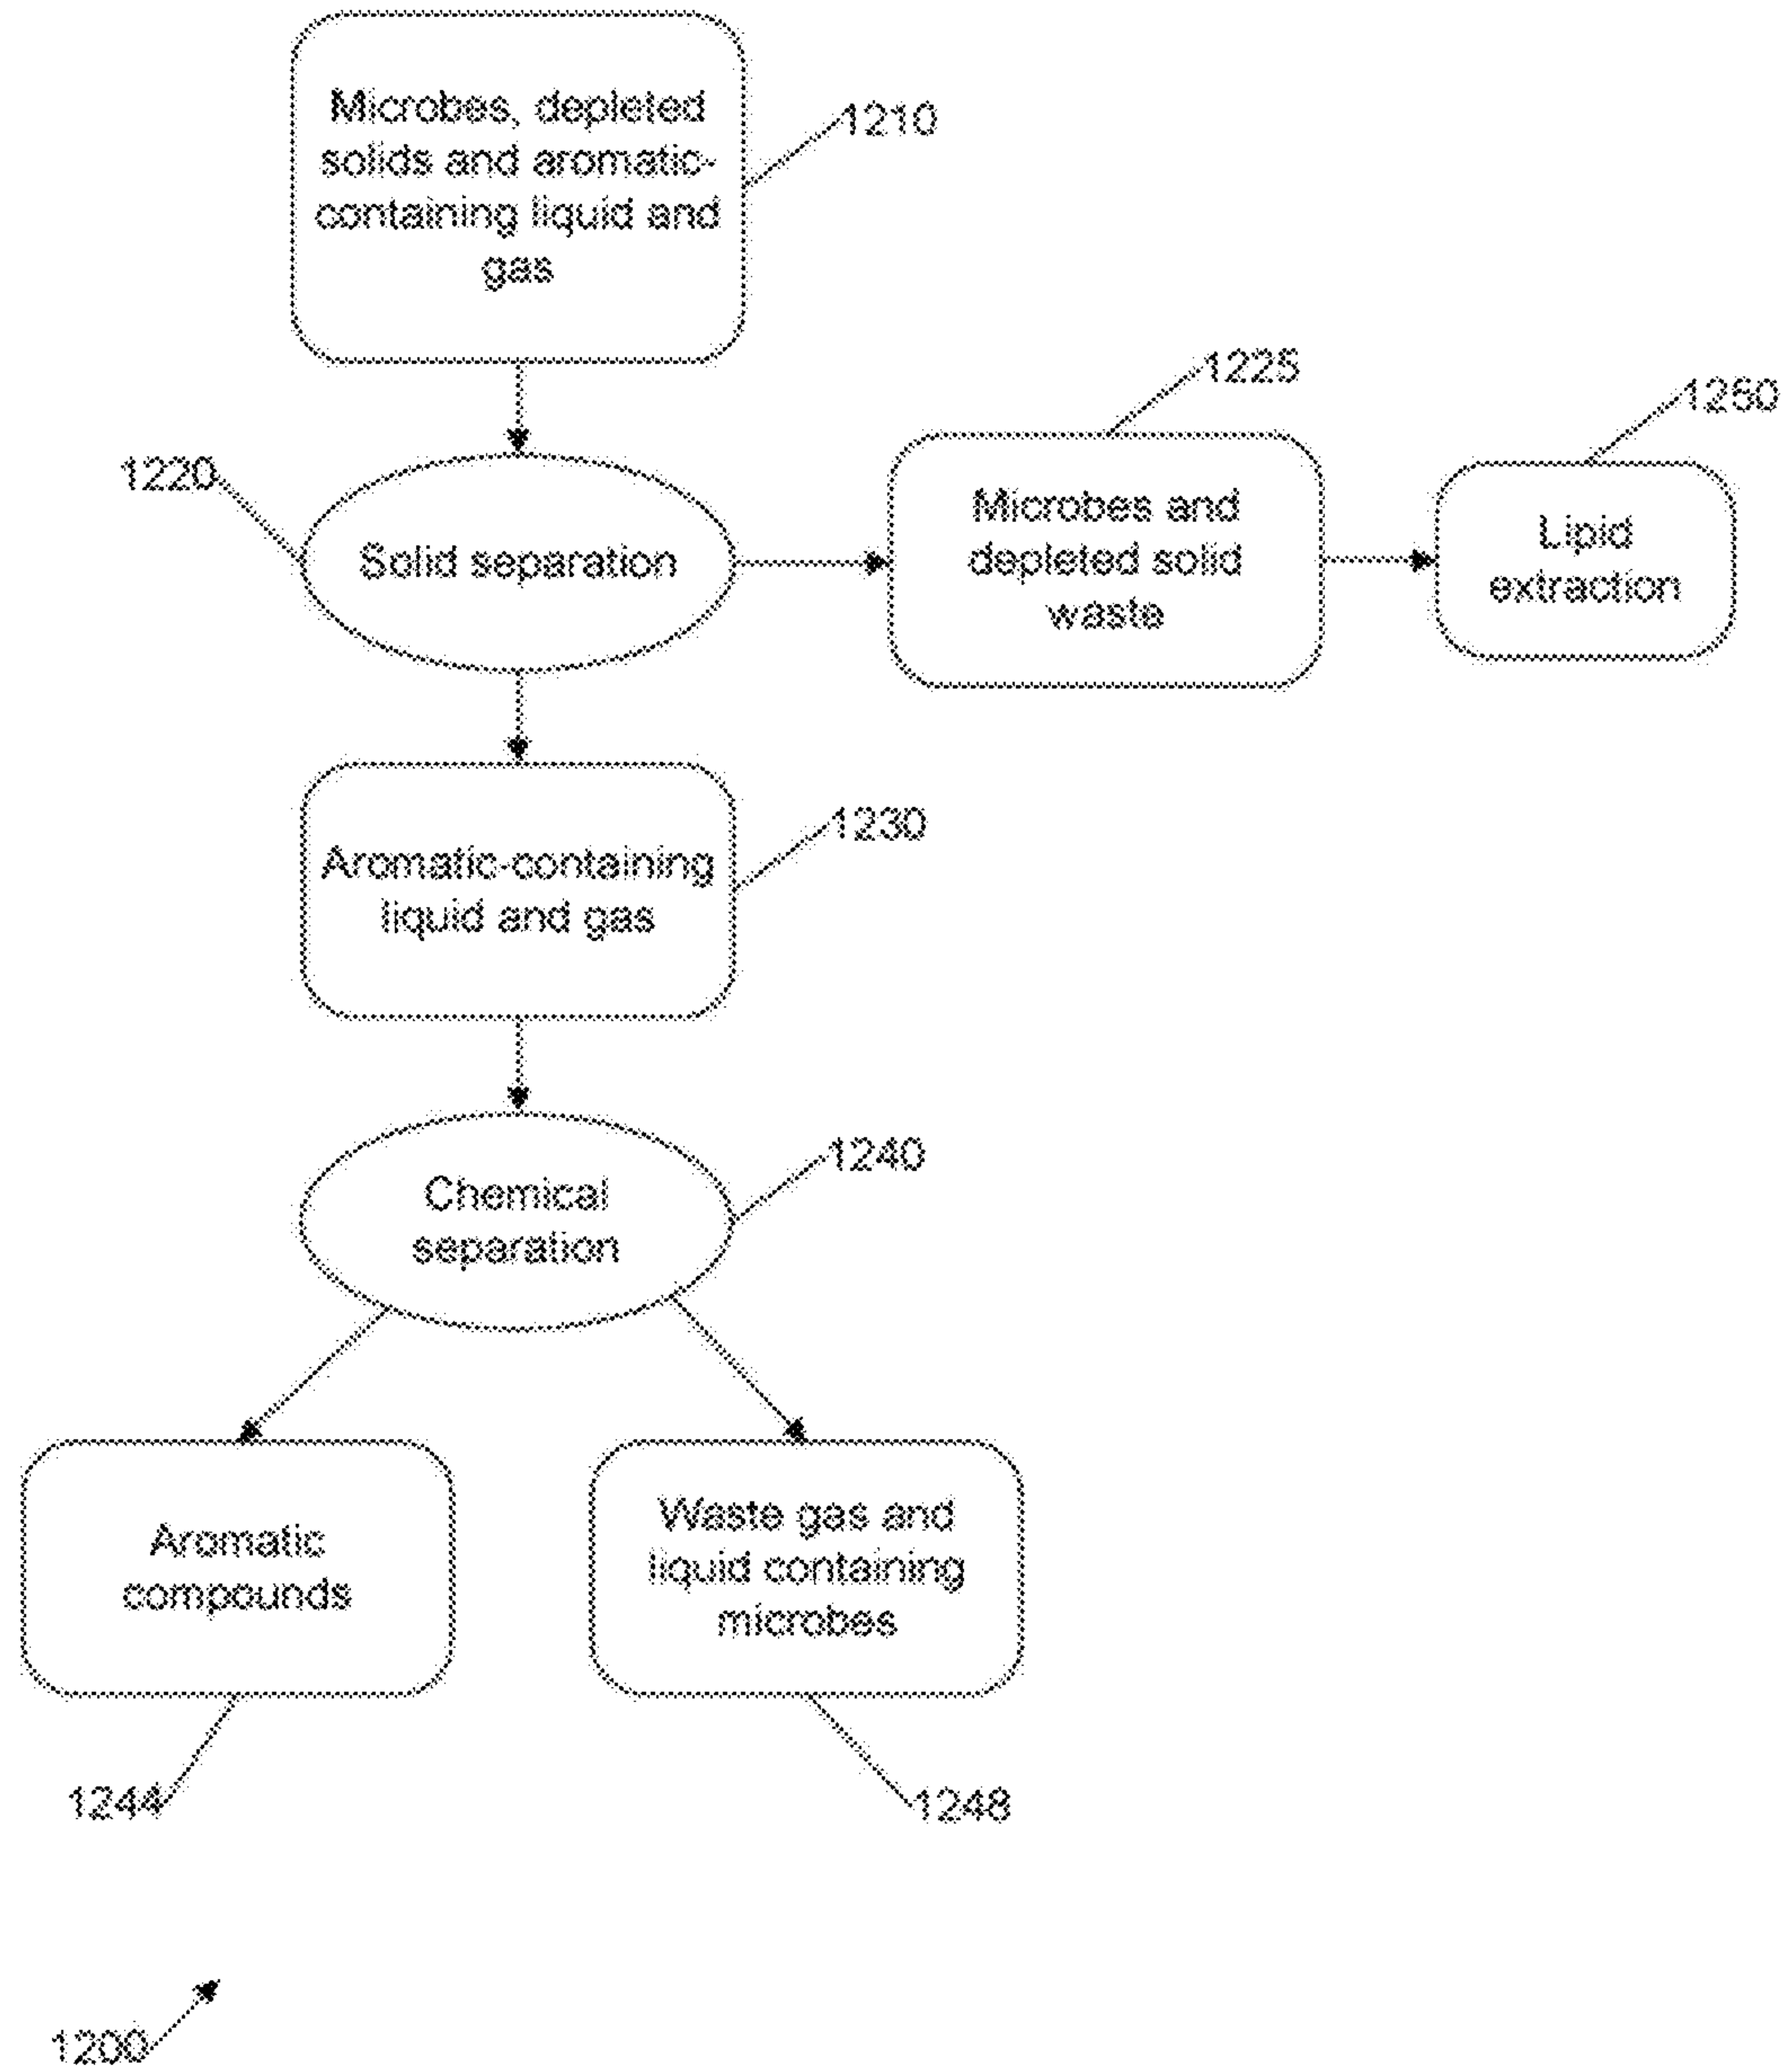 Microbes, depleted
solids and aromatic-
containing liquid and
gas
1210
1220
Solid separation
1225
Microbes and
depleted solid
waste
1250
Lipid
extraction
1230
Aromatic-containing
liquid and gas
1240
Chemical
separation
Aromatic
compounds
Waste gas and
liquid containing
microbes
1244
1248
1200